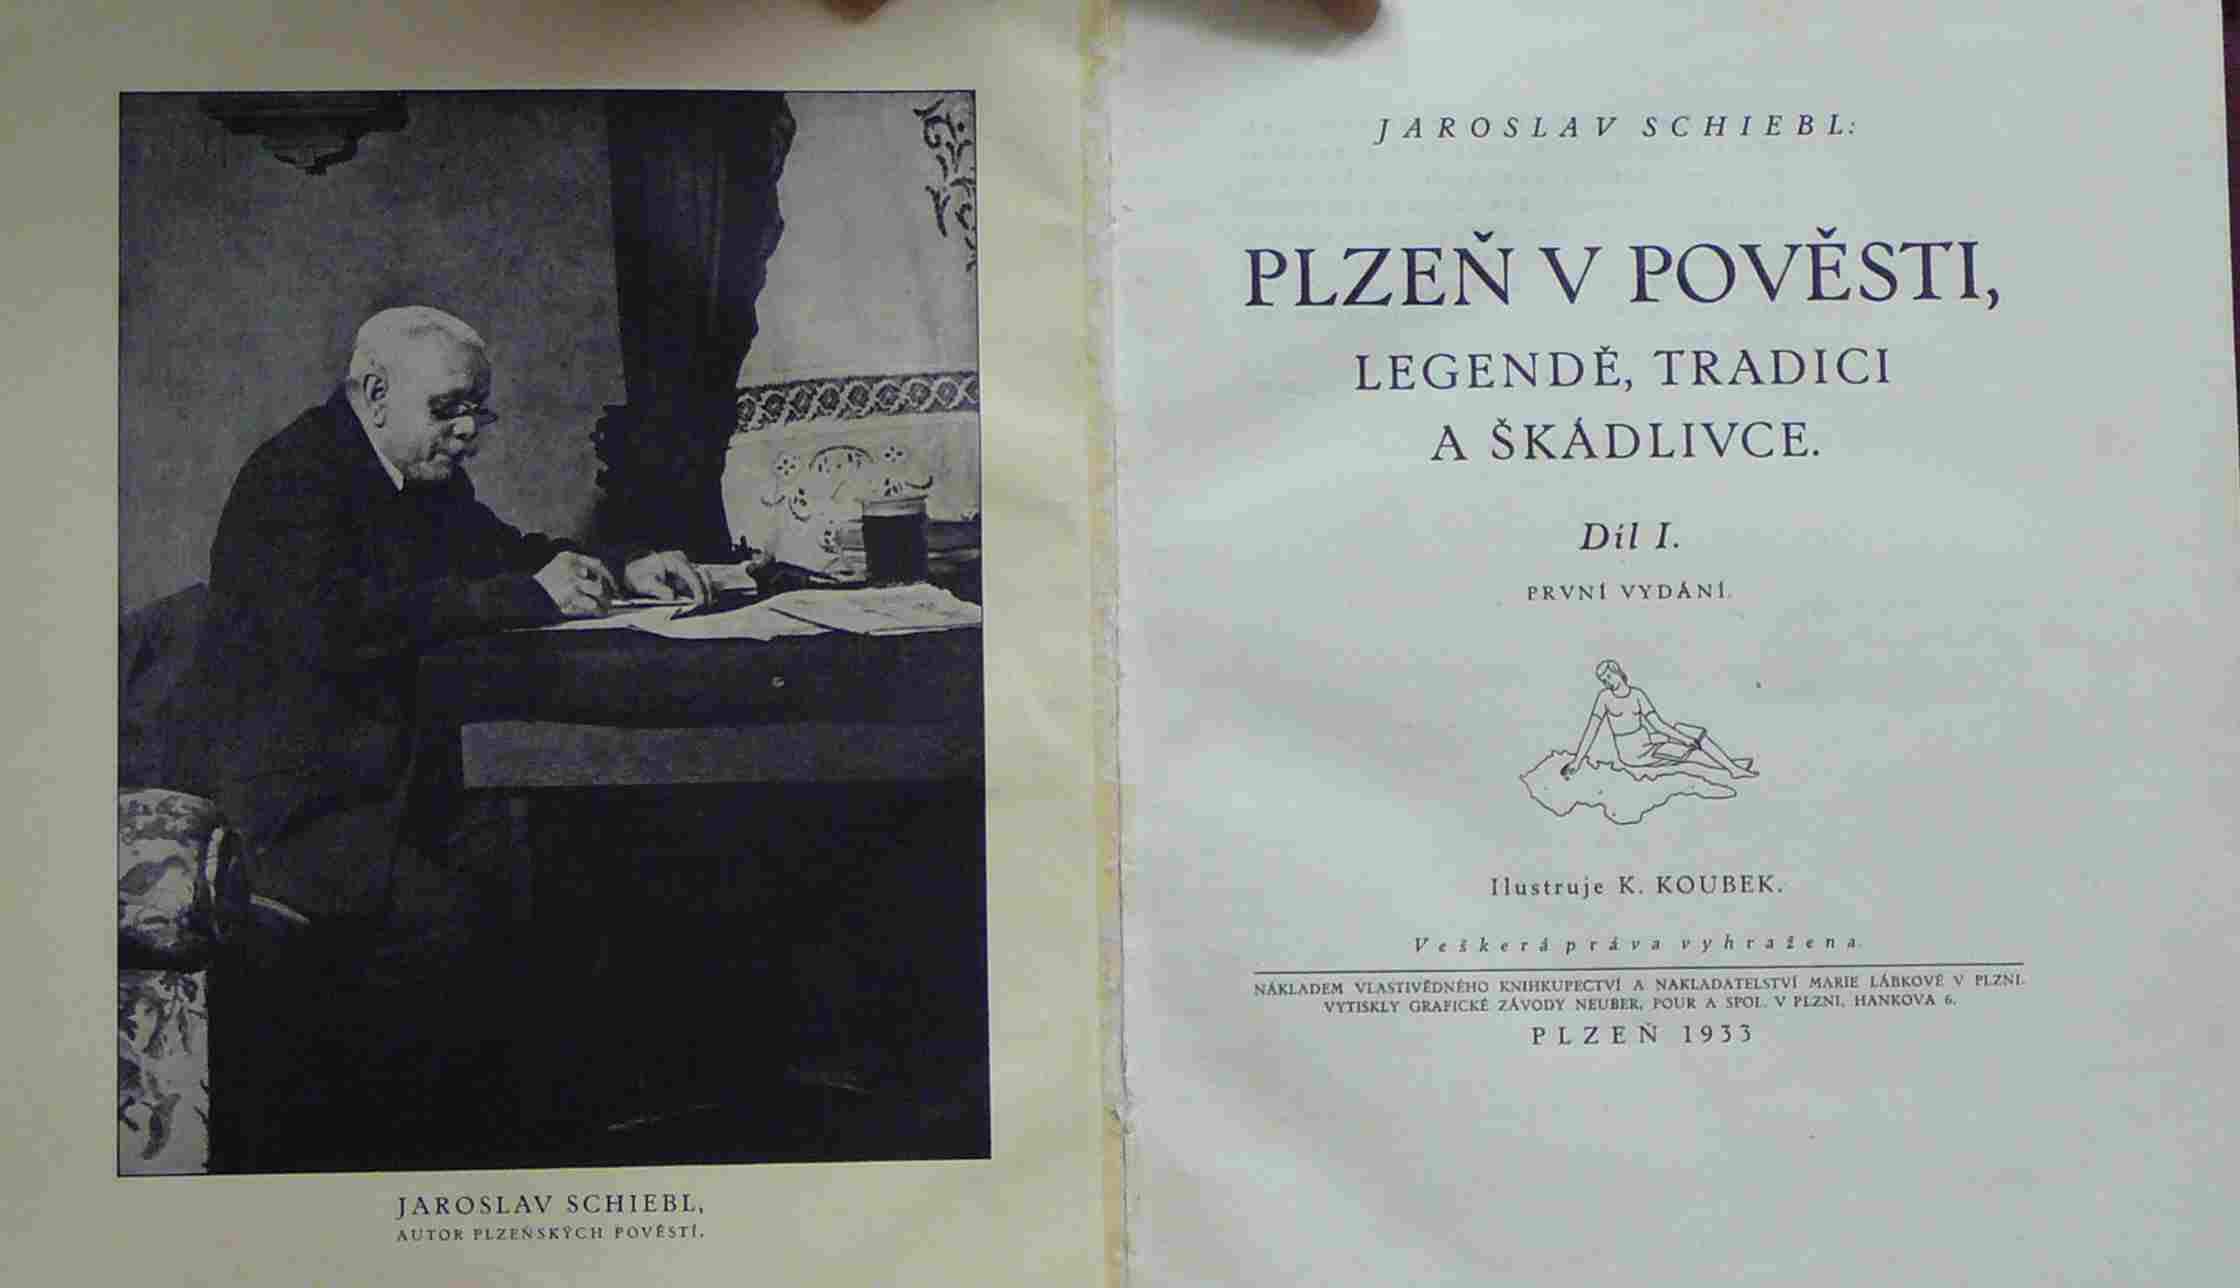 JAROSLAV SCHIEBL,
AUTOR PLZEŇSKÝCH POVĚSTÍ.
JAROSLAV SCHIEBL:
PLZEŇ V POVĚSTI,
LEGENDĚ, TRADICI
A ŠKÁDLIVCE.
Díl I.
PRVNÍ VYDÁNÍ.
Ilustruje K. KOUBEK.
Veškerá práva vyhražena.
NÁKLADEM VLASTIVĚDNÉHO KNIHKUPECTVÍ A NAKLADATELSTVÍ MARIE LÁBKOVÉ V PLZNI.
VYTISKLY GRAFICKÉ ZÁVODY NEUBER, POUR A SPOL. V PLZNI, HANKOVA 6.
PLZEŇ 1933